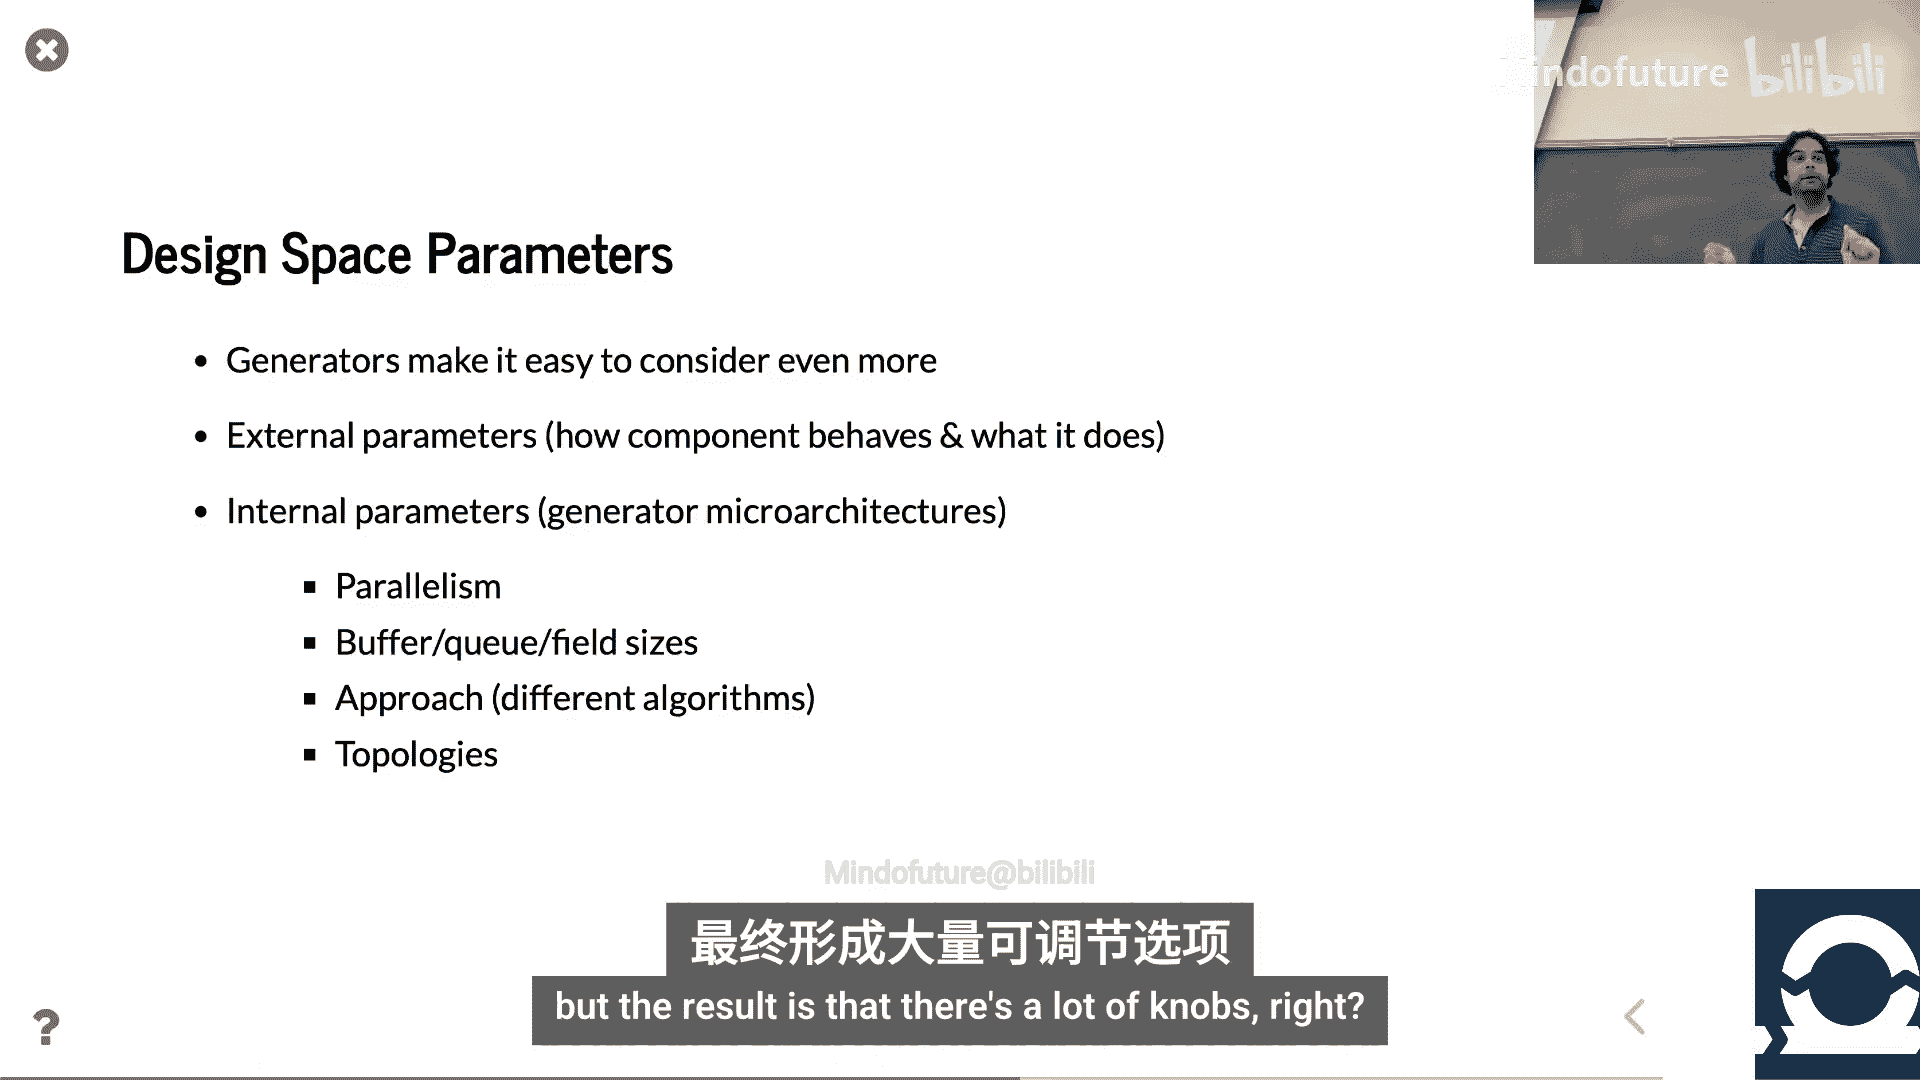 indofuture bilibili
Design Space Parameters
• Generators make it easy to consider even more
• External parameters (how component behaves & what it does)
• Internal parameters (generator microarchitectures)
▪ Parallelism
▪ Buffer/queue/field sizes
▪ Approach (different algorithms)
▪ Topologies
Mindofuture@bilibili
最终形成大量可调节选项
but the result is that there's a lot of knobs, right?
?